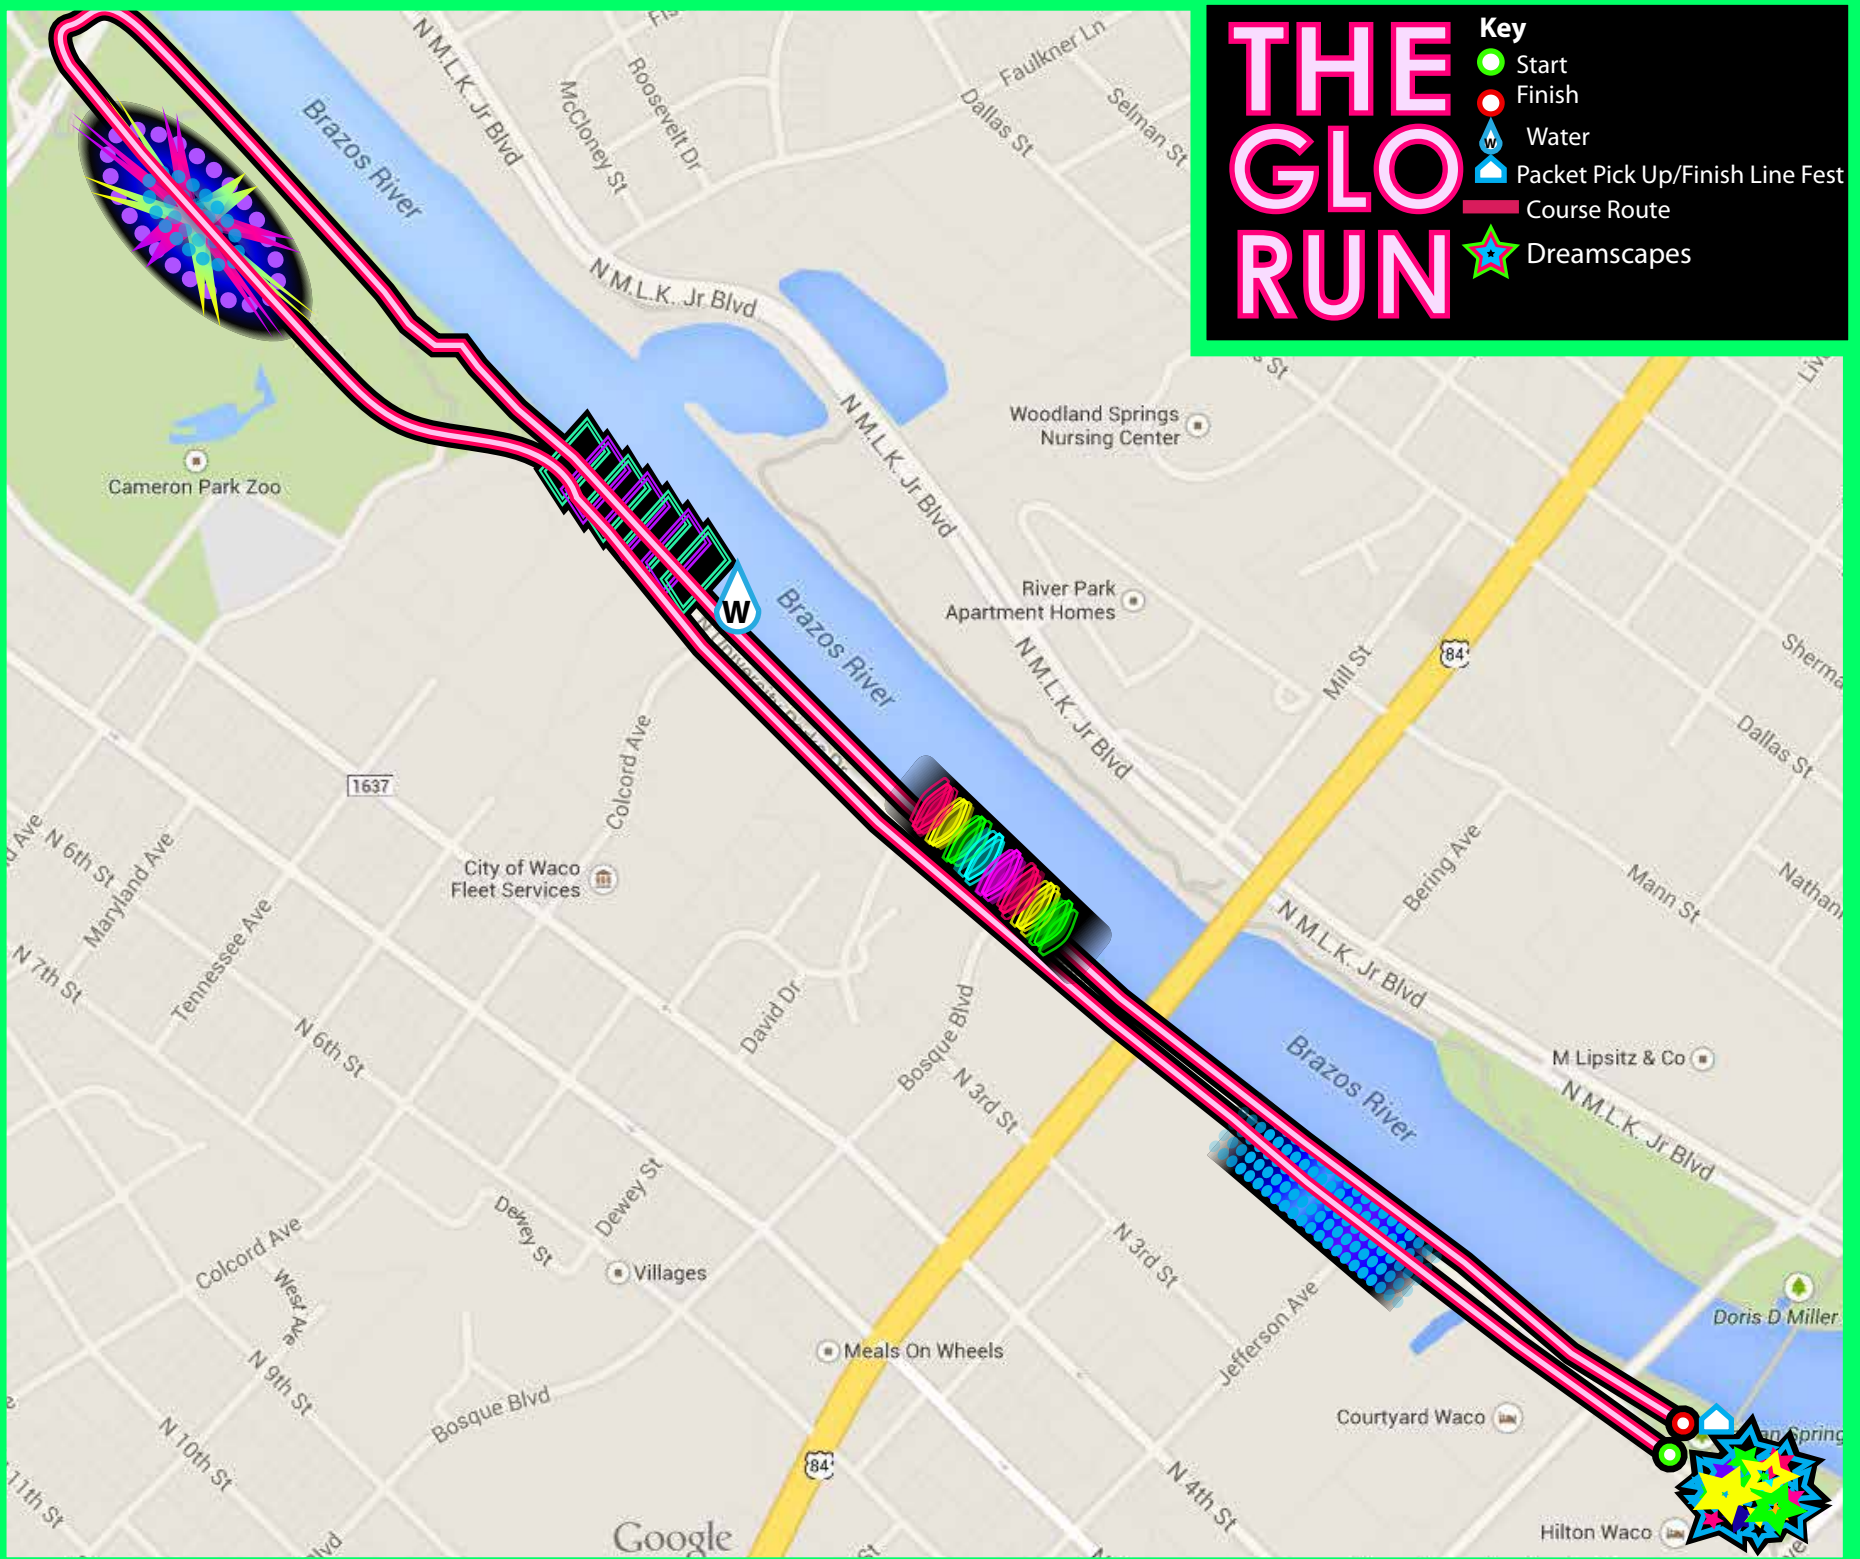 THE
GLO
RUN
Key
Start
Finish
W
Water
Packet Pick Up/Finish Line Fest
Course Route
Dreamscapes
N M.L.K. Jr Blvd
McCloney St
Roosevelt Dr
Faulkner Ln
Dallas St
Selman St
Brazos River
N M.L.K. Jr Blvd
N M.L.K. Jr Blvd
Woodland Springs
Nursing Center
Cameron Park Zoo
W
Brazos River
River Park
Apartment Homes
N M.L.K. Jr Blvd
Mill St
84
Dallas St
1637
Colcord Ave
N 6th St
Maryland Ave
Tennessee Ave
N 7th St
City of Waco
Fleet Services
Bering Ave
Mann St
N M.L.K. Jr Blvd
N 6th St
David Dr
Bosque Blvd
N 3rd St
Brazos River
M Lipsitz & Co
N M.L.K. Jr Blvd
Colcord Ave
West Ave
Dewey St
Dewey St
Villages
N 3rd St
Jefferson Ave
Doris D Miller
Meals On Wheels
N 9th St
Bosque Blvd
N 10th St
11th St
84
Courtyard Waco
N 4th St
Hilton Waco
Google